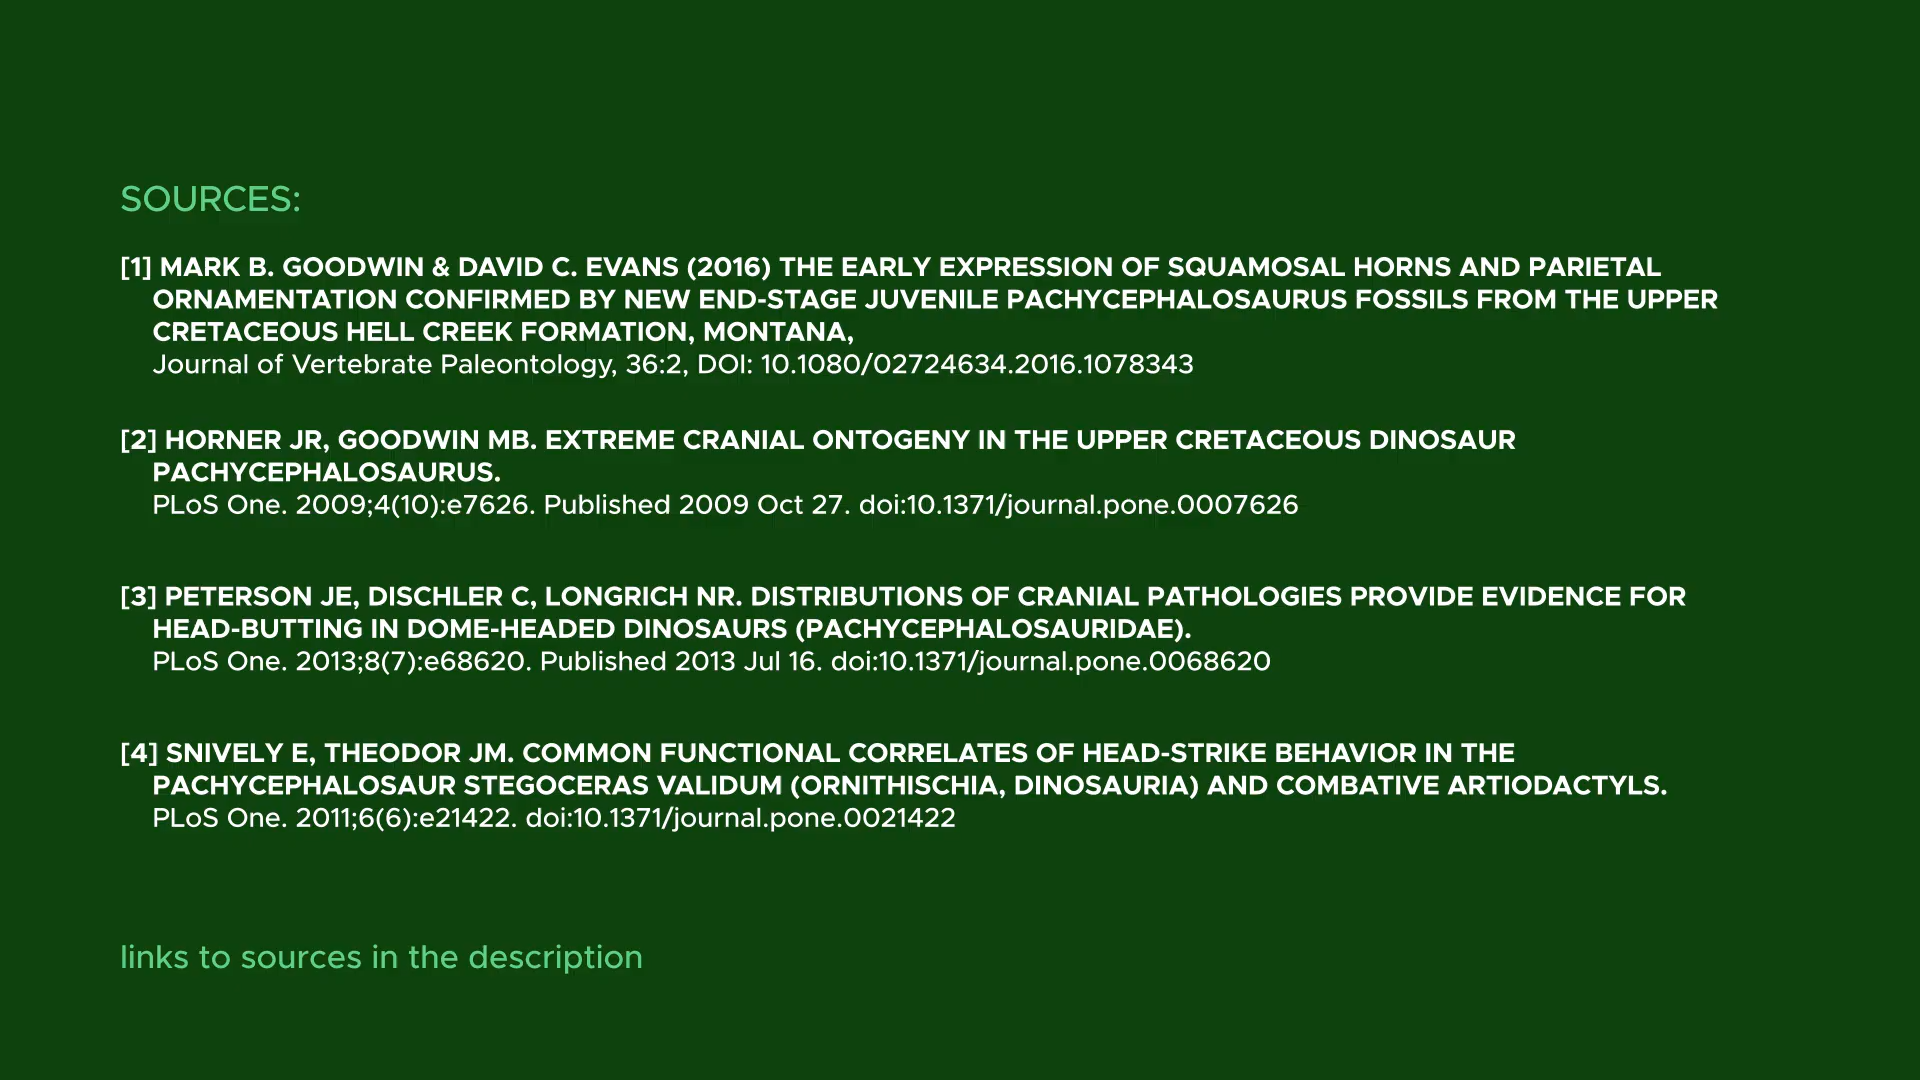 SOURCES:
[1] MARK B. GOODWIN & DAVID C. EVANS (2016) THE EARLY EXPRESSION OF SQUAMOSAL HORNS AND PARIETAL
ORNAMENTATION CONFIRMED BY NEW END-STAGE JUVENILE PACHYCEPHALOSAURUS FOSSILS FROM THE UPPER
CRETACEOUS HELL CREEK FORMATION, MONTANA,
Journal of Vertebrate Paleontology, 36:2, DOI: 10.1080/02724634.2016.1078343
[2] HORNER JR, GOODWIN MB. EXTREME CRANIAL ONTOGENY IN THE UPPER CRETACEOUS DINOSAUR
PACHYCEPHALOSAURUS.
PLoS One. 2009;4(10):e7626. Published 2009 Oct 27. doi:10.1371/journal.pone.0007626
[3] PETERSON JE, DISCHLER C, LONGRICH NR. DISTRIBUTIONS OF CRANIAL PATHOLOGIES PROVIDE EVIDENCE FOR
HEAD-BUTTING IN DOME-HEADED DINOSAURS (PACHYCEPHALOSAURIDAE).
PLoS One. 2013;8(7):e68620. Published 2013 Jul 16. doi:10.1371/journal.pone.0068620
[4] SNIVELY E, THEODOR JM. COMMON FUNCTIONAL CORRELATES OF HEAD-STRIKE BEHAVIOR IN THE
PACHYCEPHALOSAUR STEGOCERAS VALIDUM (ORNITHISCHIA, DINOSAURIA) AND COMBATIVE ARTIODACTYLS.
PLoS One. 2011;6(6):e21422. doi:10.1371/journal.pone.0021422
links to sources in the description